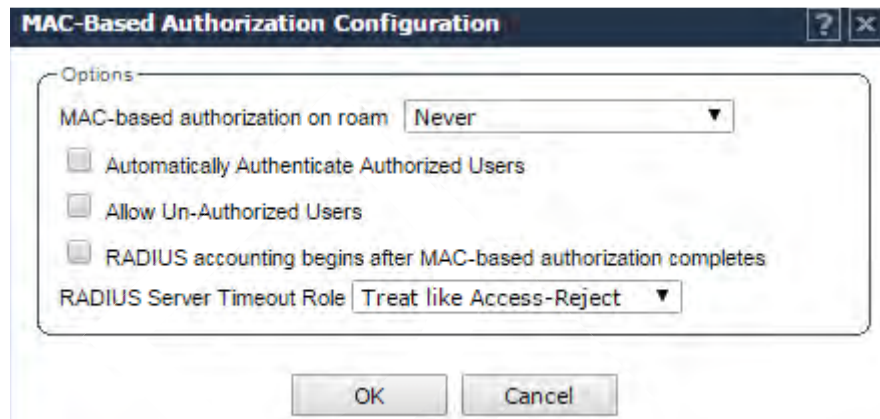 MAC-Based Authorization Configuration ? ×
Options
MAC-based authorization on roam Never
Automatically Authenticate Authorized Users
Allow Un-Authorized Users
RADIUS accounting begins after MAC-based authorization completes
RADIUS Server Timeout Role Treat like Access-Reject
OK Cancel